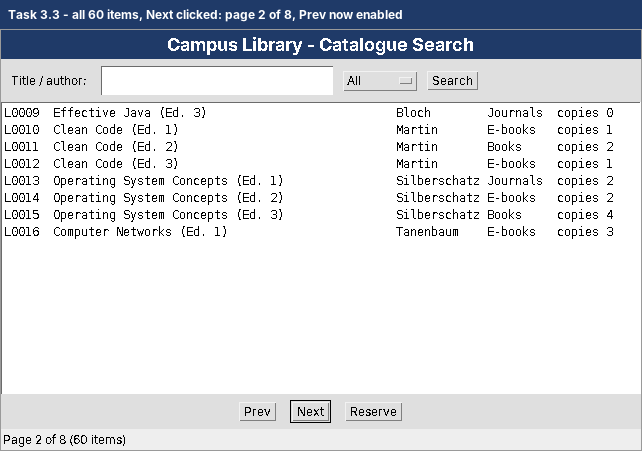 Task 3.3 - all 60 items, Next clicked: page 2 of 8, Prev now enabled
Campus Library - Catalogue Search
Title / author: All Search
L0009 Effective Java (Ed. 3) Bloch Journals copies 0
L0010 Clean Code (Ed. 1) Martin E-books copies 1
L0011 Clean Code (Ed. 2) Martin Books copies 2
L0012 Clean Code (Ed. 3) Martin E-books copies 1
L0013 Operating System Concepts (Ed. 1) Silberschatz Journals copies 2
L0014 Operating System Concepts (Ed. 2) Silberschatz E-books copies 2
L0015 Operating System Concepts (Ed. 3) Silberschatz Books copies 4
L0016 Computer Networks (Ed. 1) Tanenbaum E-books copies 3
Prev Next Reserve
Page 2 of 8 (60 items)